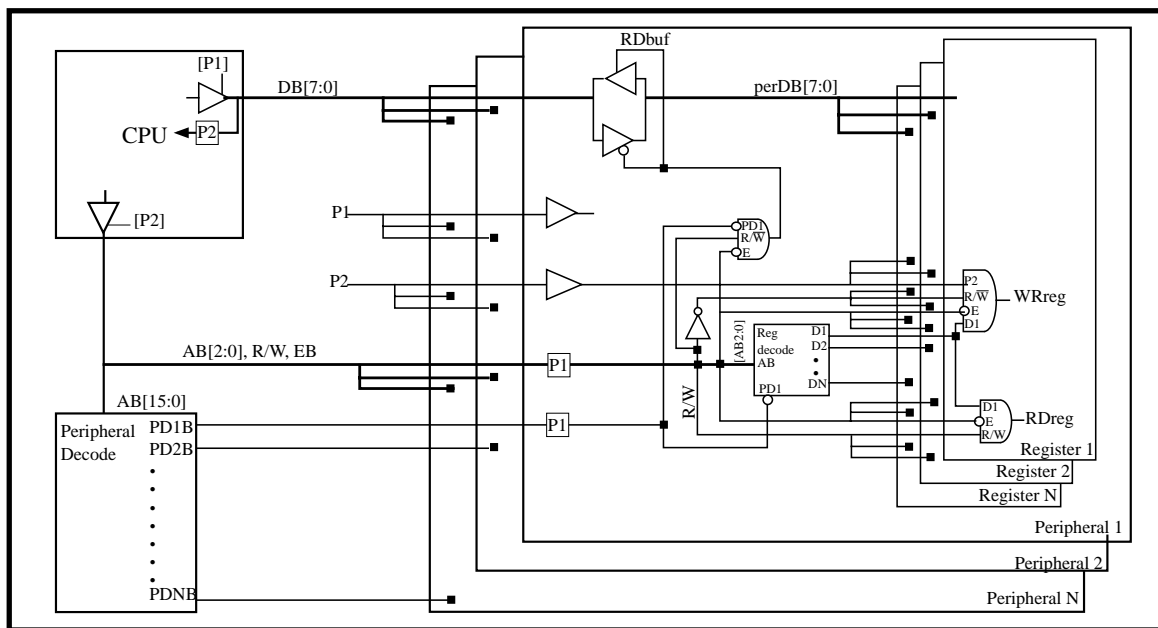 RDbuf
[P1]
DB[7:0]
perDB[7:0]
CPU
P2
[P2]
P1
PD1
R/W̅
E
P2
P2
R/W̅
E
D1
WRreg
[AB2:0]
Reg
decode
AB
PD1
D1
D2
DN
AB[2:0], R/W, EB
P1
R/W
AB[15:0]
Peripheral
Decode
PD1B
PD2B
PDNB
P1
D1
E
R/W
RDreg
Register 1
Register 2
Register N
Peripheral 1
Peripheral 2
Peripheral N